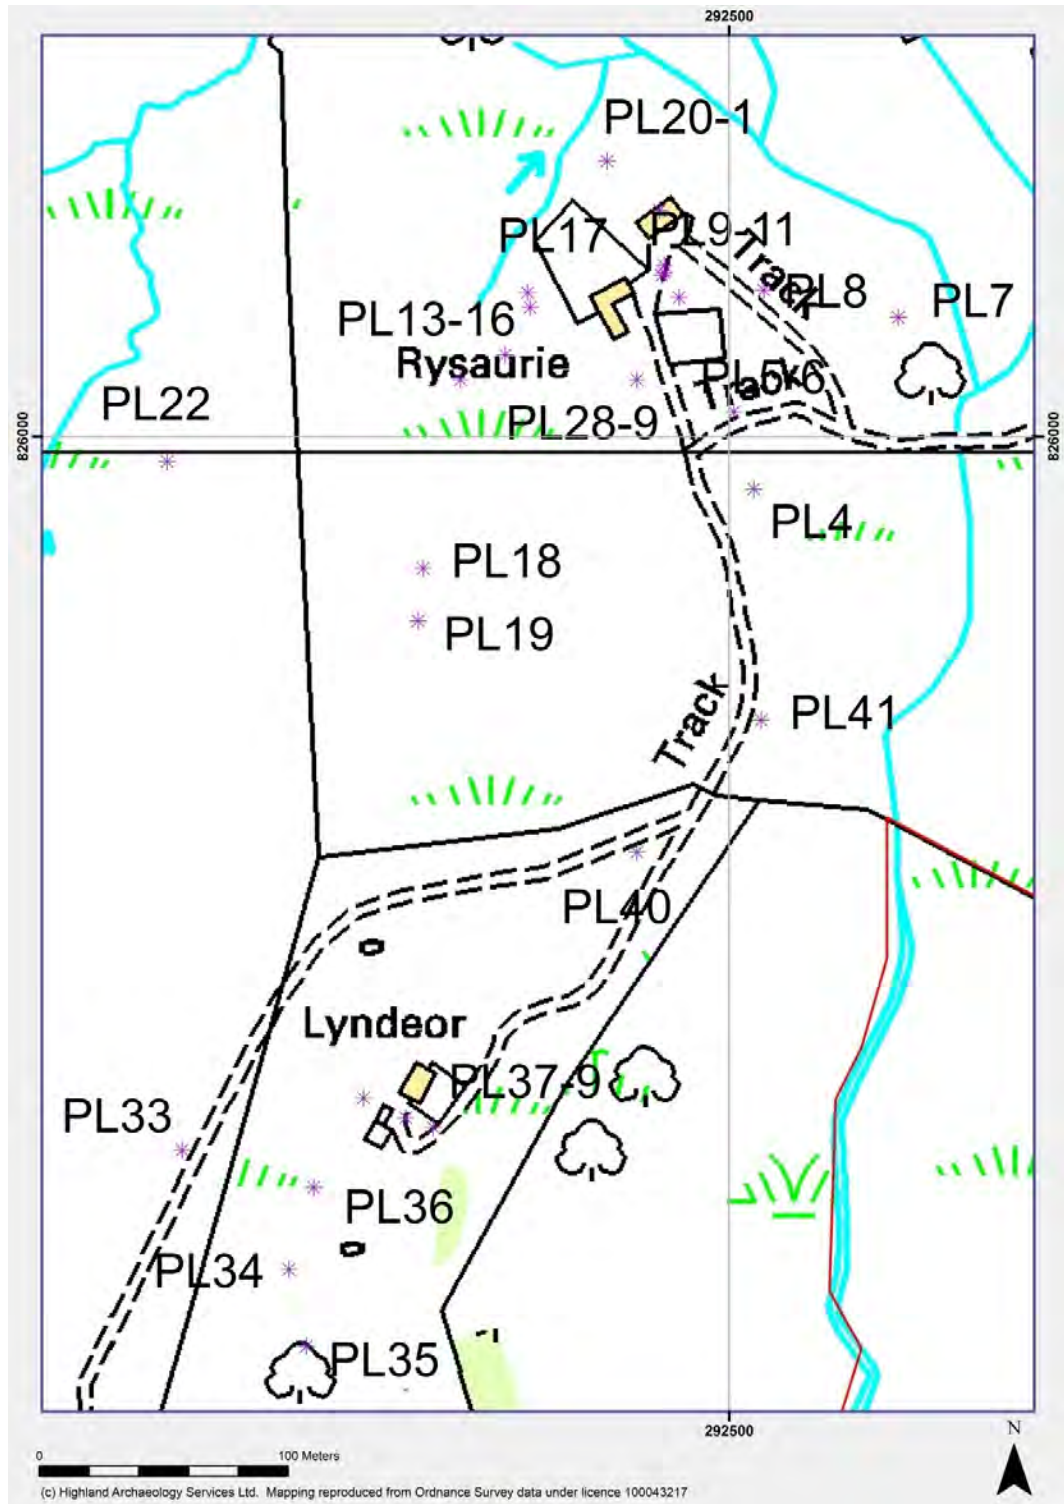 292500
PL20-1
PL17
PL9-11
Track
PL8
PL7
PL13-16
Rysaurie
PL5-6
Track
PL22
PL28-9
826000
826000
PL4
PL18
PL19
Track
PL41
PL40
Lyndeor
PL37-9
PL33
PL36
PL34
PL35
292500
N
0
100 Meters
(c) Highland Archaeology Services Ltd. Mapping reproduced from Ordnance Survey data under licence 100043217